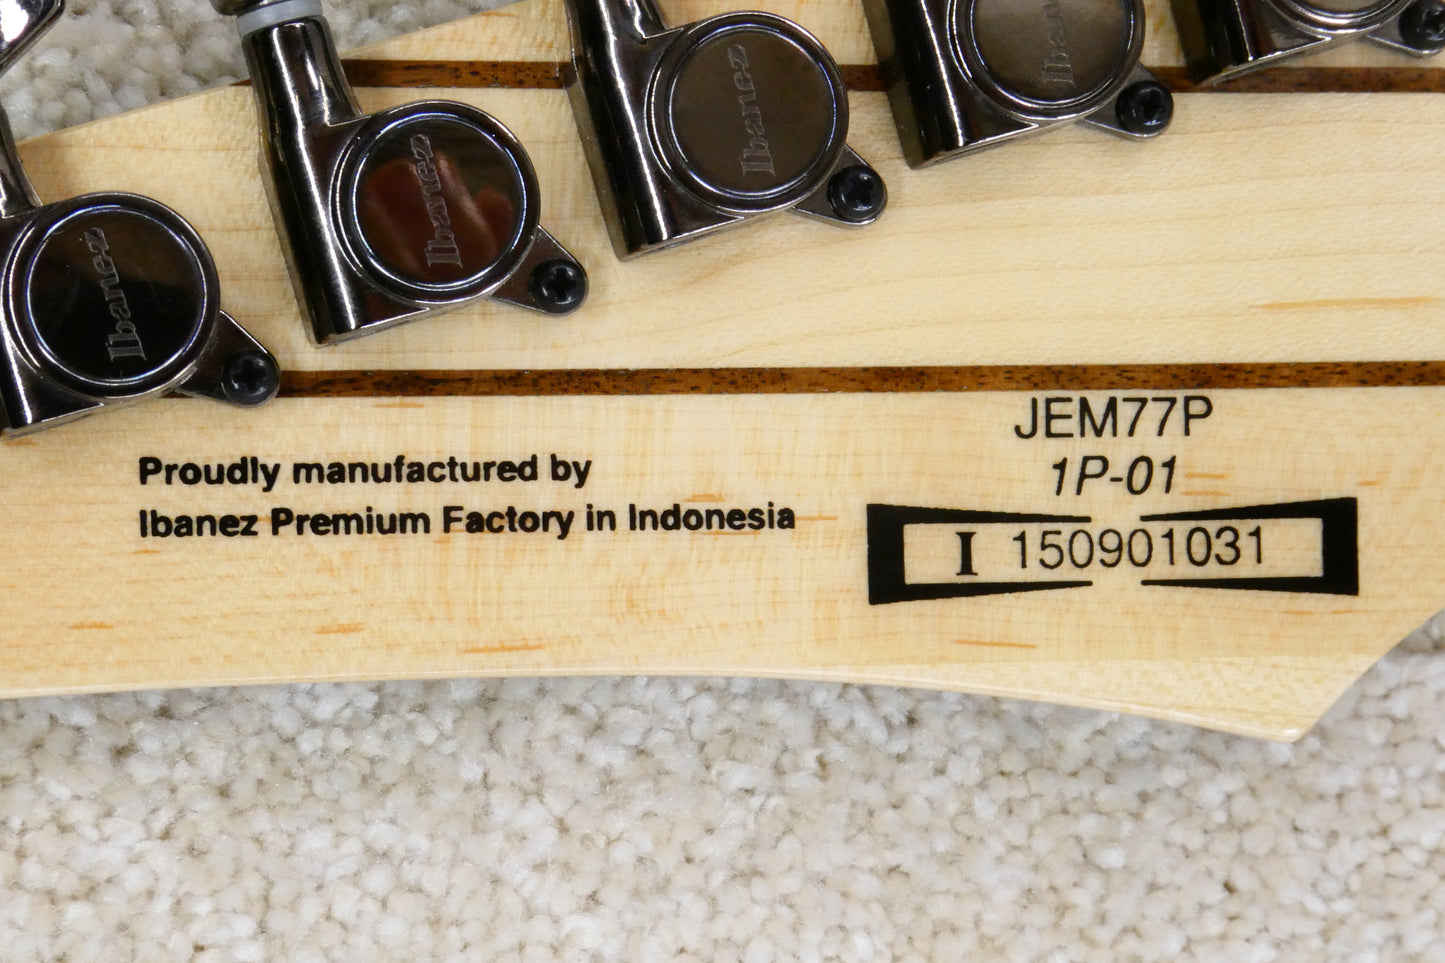 Ibanez
Ibanez
Ibanez
Ibanez
Proudly manufactured by
Ibanez Premium Factory in Indonesia
JEM77P
1P-01
I 150901031